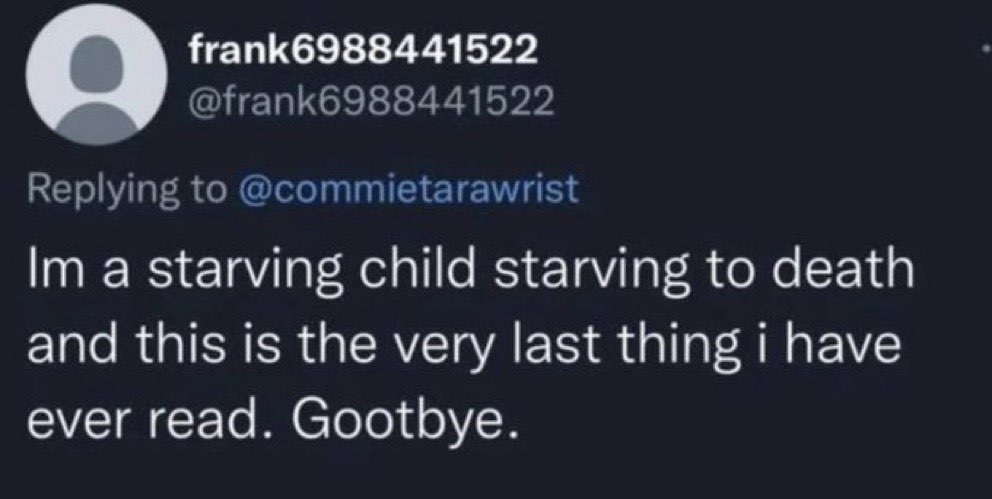 frank6988441522
@frank6988441522
Replying to @commietarawrist
Im a starving child starving to death
and this is the very last thing i have
ever read. Gootbye.